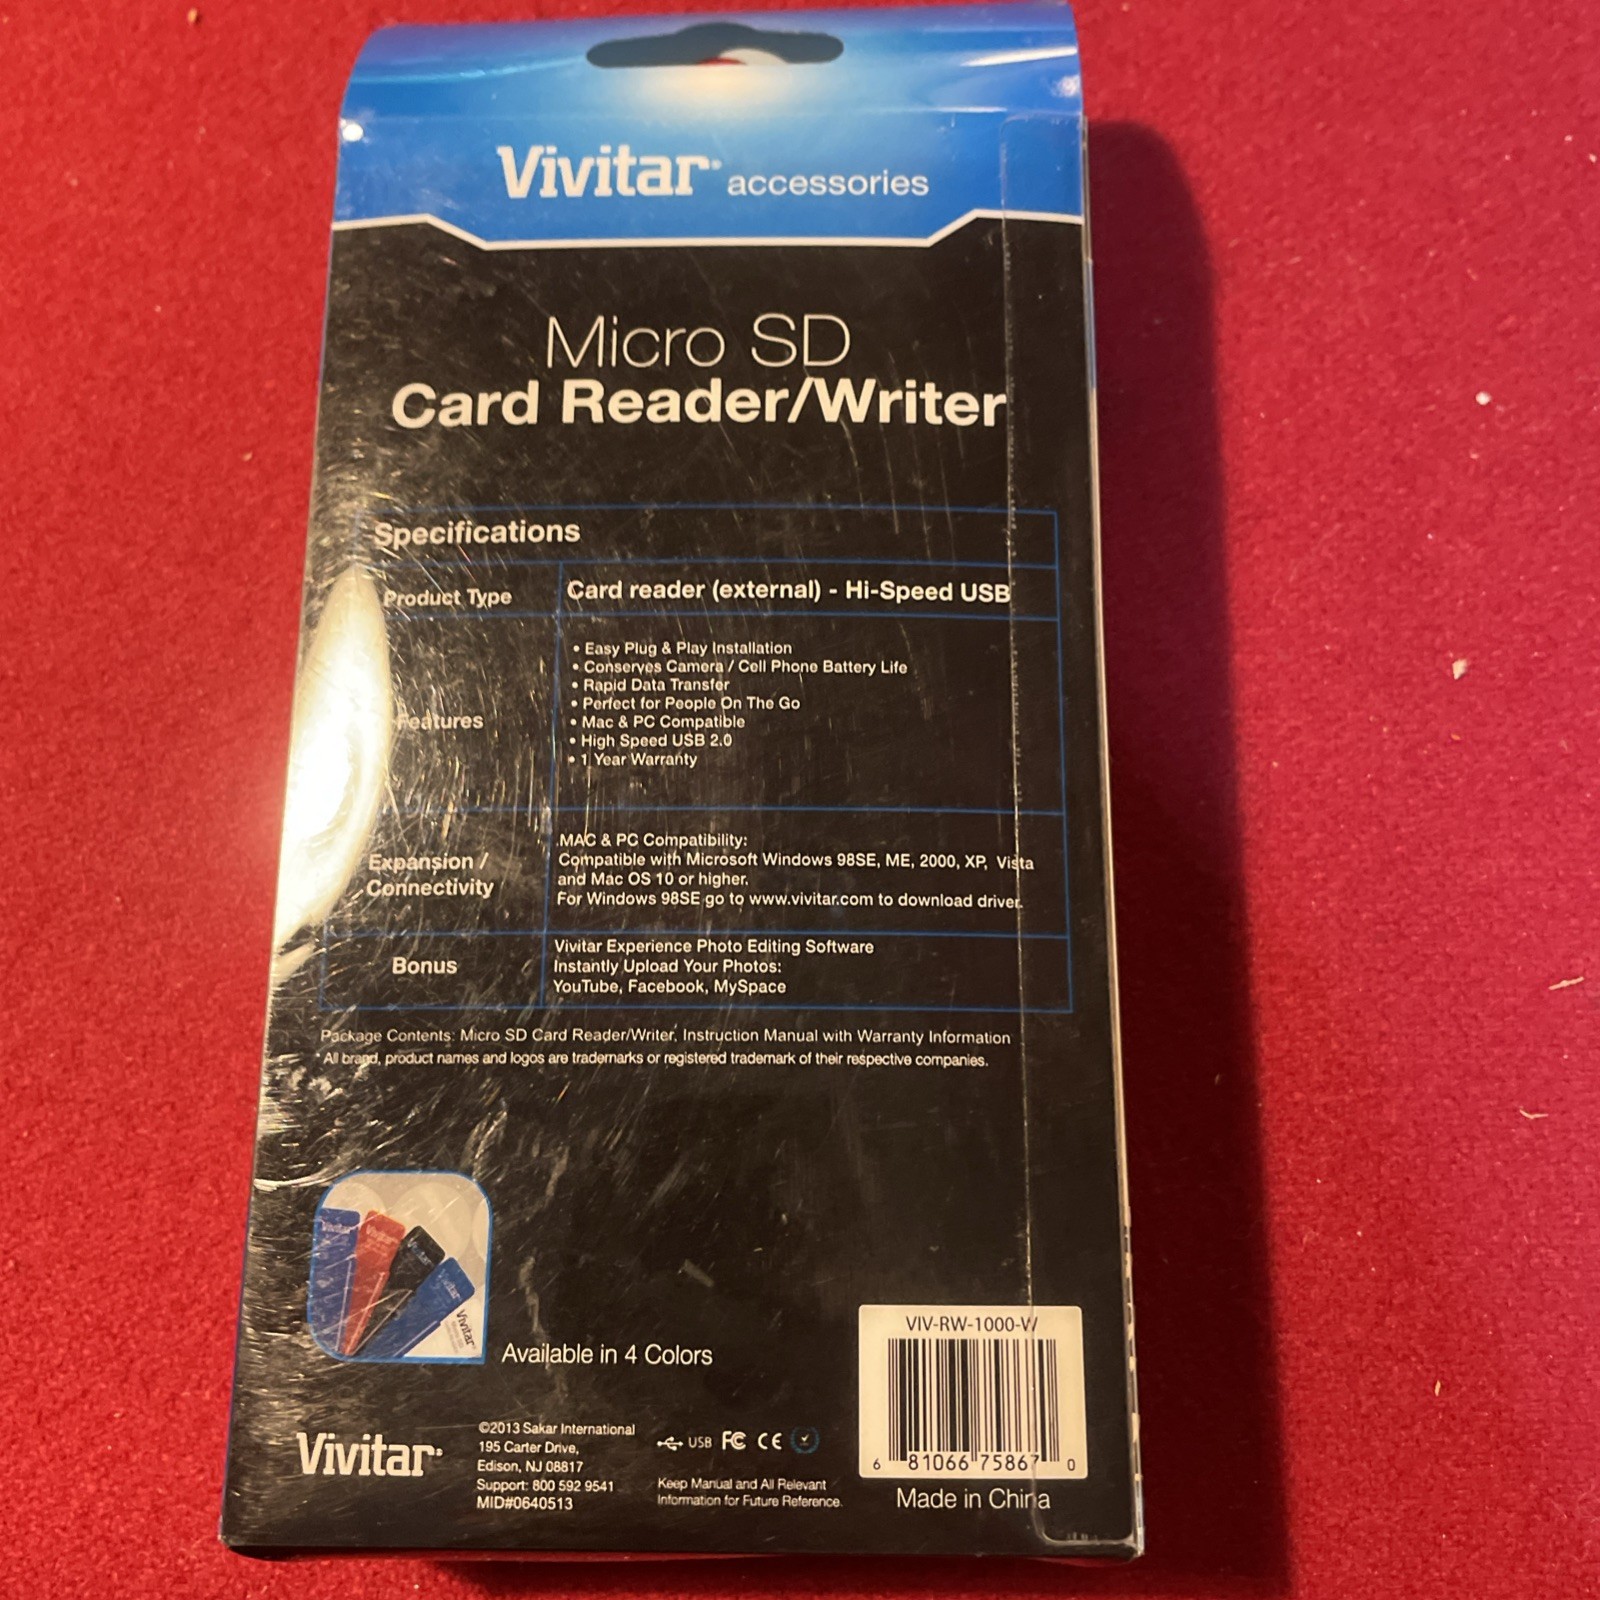 Vivitar® accessories
Micro SD
Card Reader/Writer
Specifications
Product Type
Card reader (external) - Hi-Speed USB
Features
• Easy Plug & Play Installation
• Conserves Camera / Cell Phone Battery Life
• Rapid Data Transfer
• Perfect for People On The Go
• Mac & PC Compatible
• High Speed USB 2.0
• 1 Year Warranty
Expansion /
Connectivity
MAC & PC Compatibility:
Compatible with Microsoft Windows 98SE, ME, 2000, XP, Vista
and Mac OS 10 or higher.
For Windows 98SE go to www.vivitar.com to download driver.
Bonus
Vivitar Experience Photo Editing Software
Instantly Upload Your Photos:
YouTube, Facebook, MySpace
Package Contents: Micro SD Card Reader/Writer, Instruction Manual with Warranty Information
* All brand, product names and logos are trademarks or registered trademark of their respective companies.
Vivitar
Vivitar
Vivitar
Vivitar
Vivitar
Available in 4 Colors
Vivitar®
©2013 Sakar International
195 Carter Drive,
Edison, NJ 08817
Support: 800 592 9541
MID#0640513
USB FC CE
Keep Manual and All Relevant
Information for Future Reference.
VIV-RW-1000-W
6 81066 75867 0
Made in China